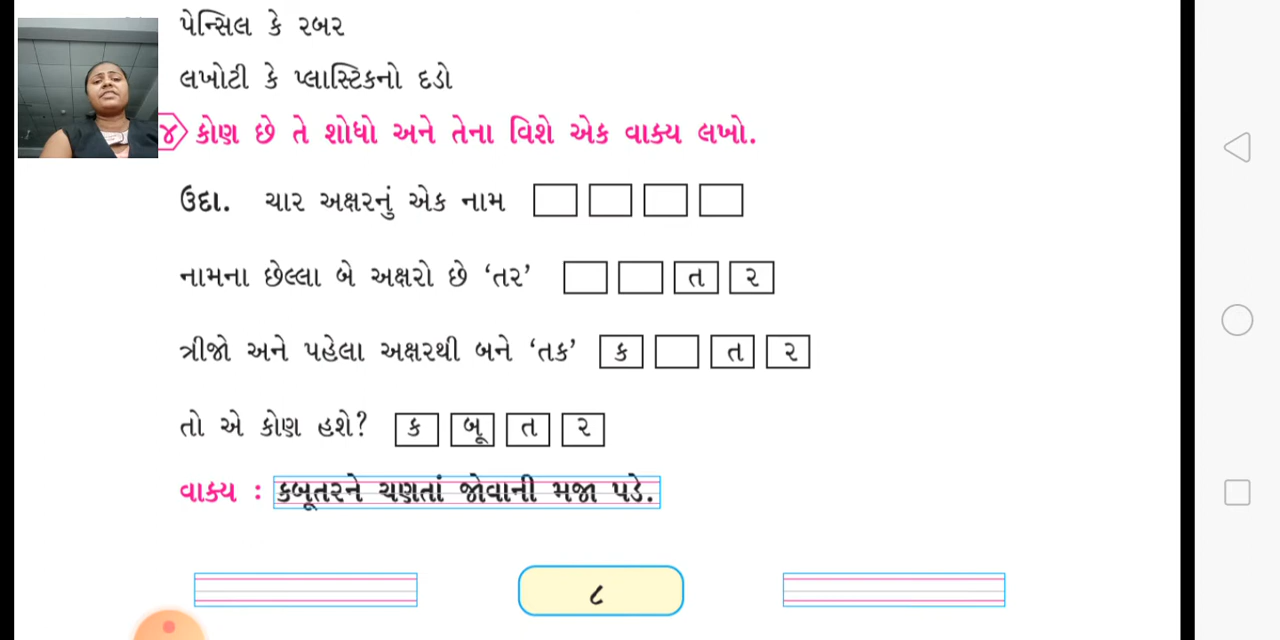 પેન્સિલ કે રબર
લખોટી કે પ્લાસ્ટિકનો દડો
૪ કોણ છે તે શોધો અને તેના વિશે એક વાક્ય લખો.
ઉદા. ચાર અક્ષરનું એક નામ
નામના છેલ્લા બે અક્ષરો છે ‘તર’ ત ર
ત્રીજો અને પહેલા અક્ષરથી બને ‘તક’ ક ત ર
તો એ કોણ હશે? ક બૂ ત ર
વાક્ય : કબૂતરને ચણતાં જોવાની મજા પડે.
૮